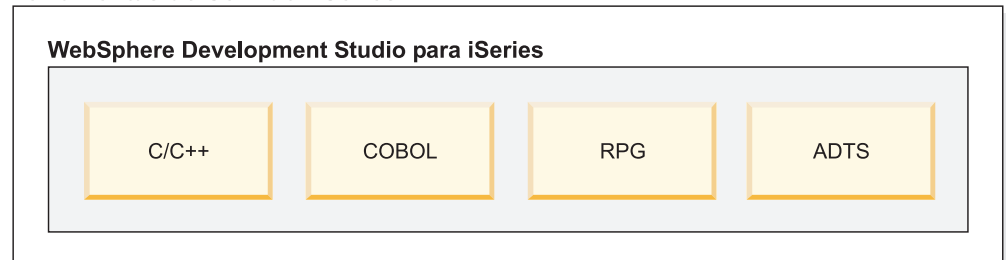 WebSphere Development Studio para iSeries
C/C++ COBOL RPG ADTS